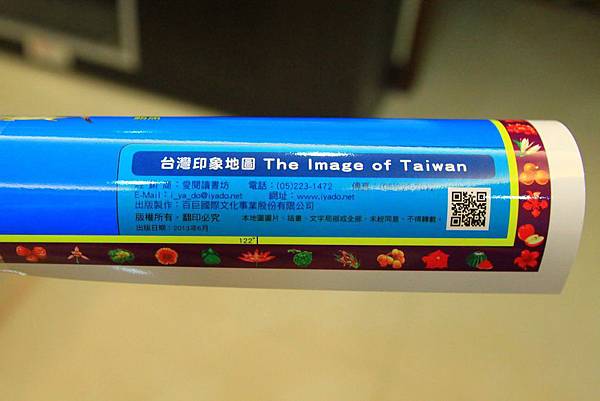 台灣印象地圖 The Image of Taiwan
經銷商：愛閱讀書坊 電話：(05)223-1472 傳真：
E-Mail：i_ya_do@iyado.net 網址：www.iyado.net
出版製作：百巨國際文化事業股份有限公司
版權所有，翻印必究 本地圖圖片、插畫、文字局部或全部，未經同意，不得轉載。
出版日期：2013年6月
122°